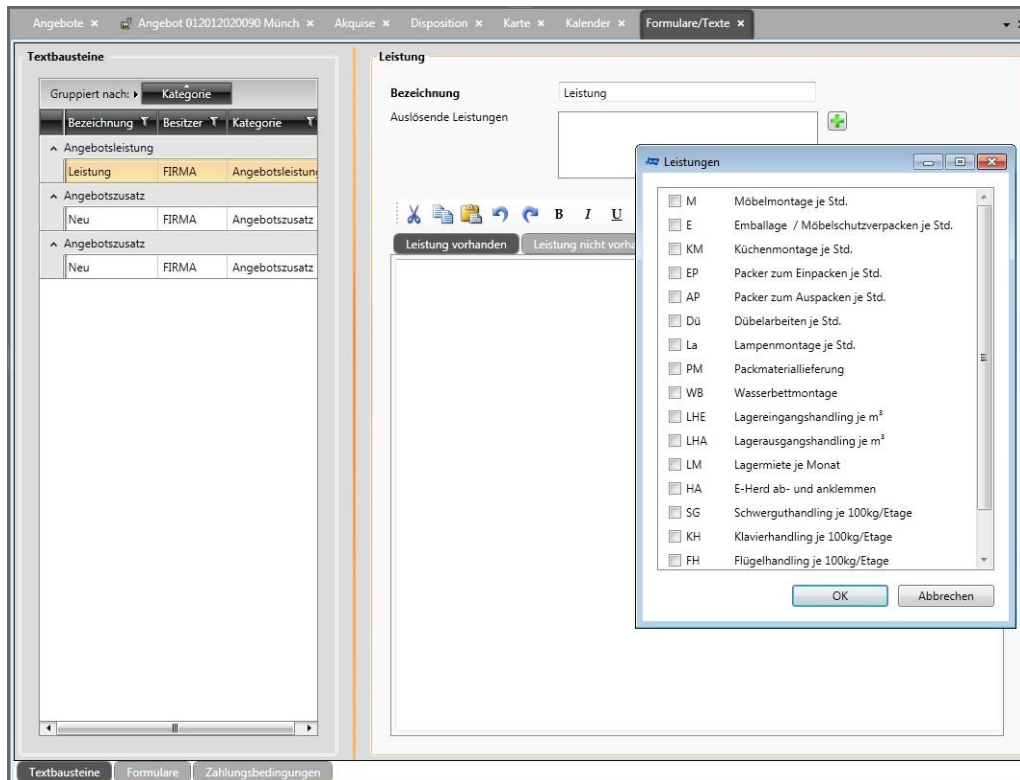 Angebote Angebot 012012020090 Münch Akquise Disposition Karte Kalender Formulare/Texte
Textbausteine
Gruppiert nach: Kategorie
Bezeichnung Besitzer Kategorie
Angebotsleistung
Leistung FIRMA Angebotsleistung
Angebotszusatz
Neu FIRMA Angebotszusatz
Angebotszusatz
Neu FIRMA Angebotszusatz
Leistung
Bezeichnung Leistung
Auslösende Leistungen
B I U
Leistung vorhanden Leistung nicht vorha
Leistungen
M Möbelmontage je Std.
E Emballage / Möbelschutzverpacken je Std.
KM Küchenmontage je Std.
EP Packer zum Einpacken je Std.
AP Packer zum Auspacken je Std.
Dü Dübelarbeiten je Std.
La Lampenmontage je Std.
PM Packmateriallieferung
WB Wasserbettmontage
LHE Lagereingangshandling je m³
LHA Lagerausgangshandling je m³
LM Lagermiete je Monat
HA E-Herd ab- und anklemmen
SG Schwerguthandling je 100kg/Etage
KH Klavierhandling je 100kg/Etage
FH Flügelhandling je 100kg/Etage
OK Abbrechen
Textbausteine Formulare Zahlungsbedingungen